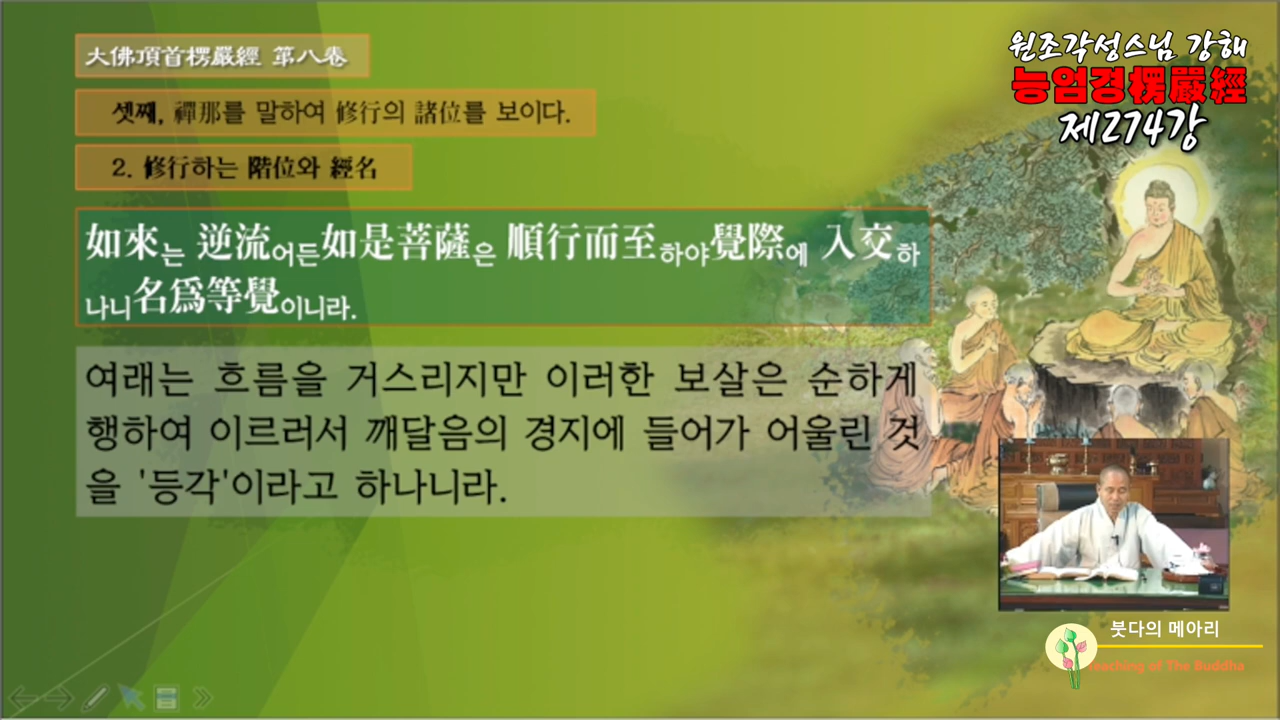 大佛頂首楞嚴經 第八卷
셋째, 禪那를 말하여 修行의 諸位를 보이다.
2. 修行하는 階位와 經名
如來는 逆流어든如是菩薩은 順行而至하야覺際에 入交하
나니名爲等覺이니라.
여래는 흐름을 거스리지만 이러한 보살은 순하게
행하여 이르러서 깨달음의 경지에 들어가 어울린 것
을 '등각'이라고 하나니라.
원조각성스님 강해
능엄경楞嚴經
제274강
붓다의 메아리
Teaching of The Buddha